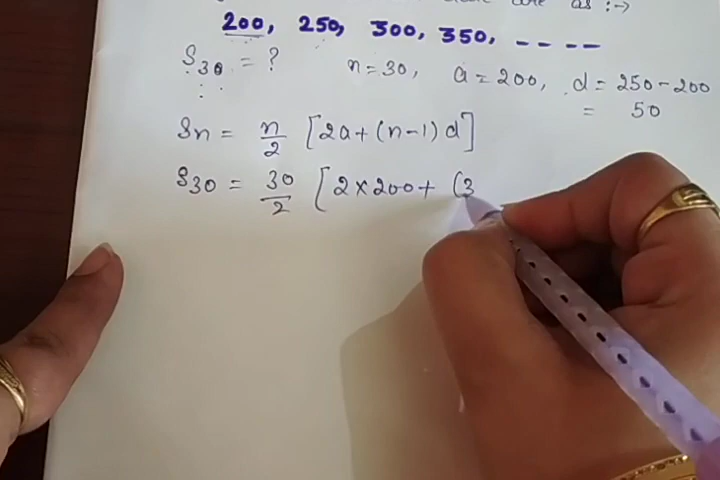 as :->
200, 250, 300, 350, ----
S30 = ? n = 30, a = 200, d = 250 - 200
= 50
Sn = n/2 [2a + (n-1) d]
S30 = 30/2 [2 × 200 + (3